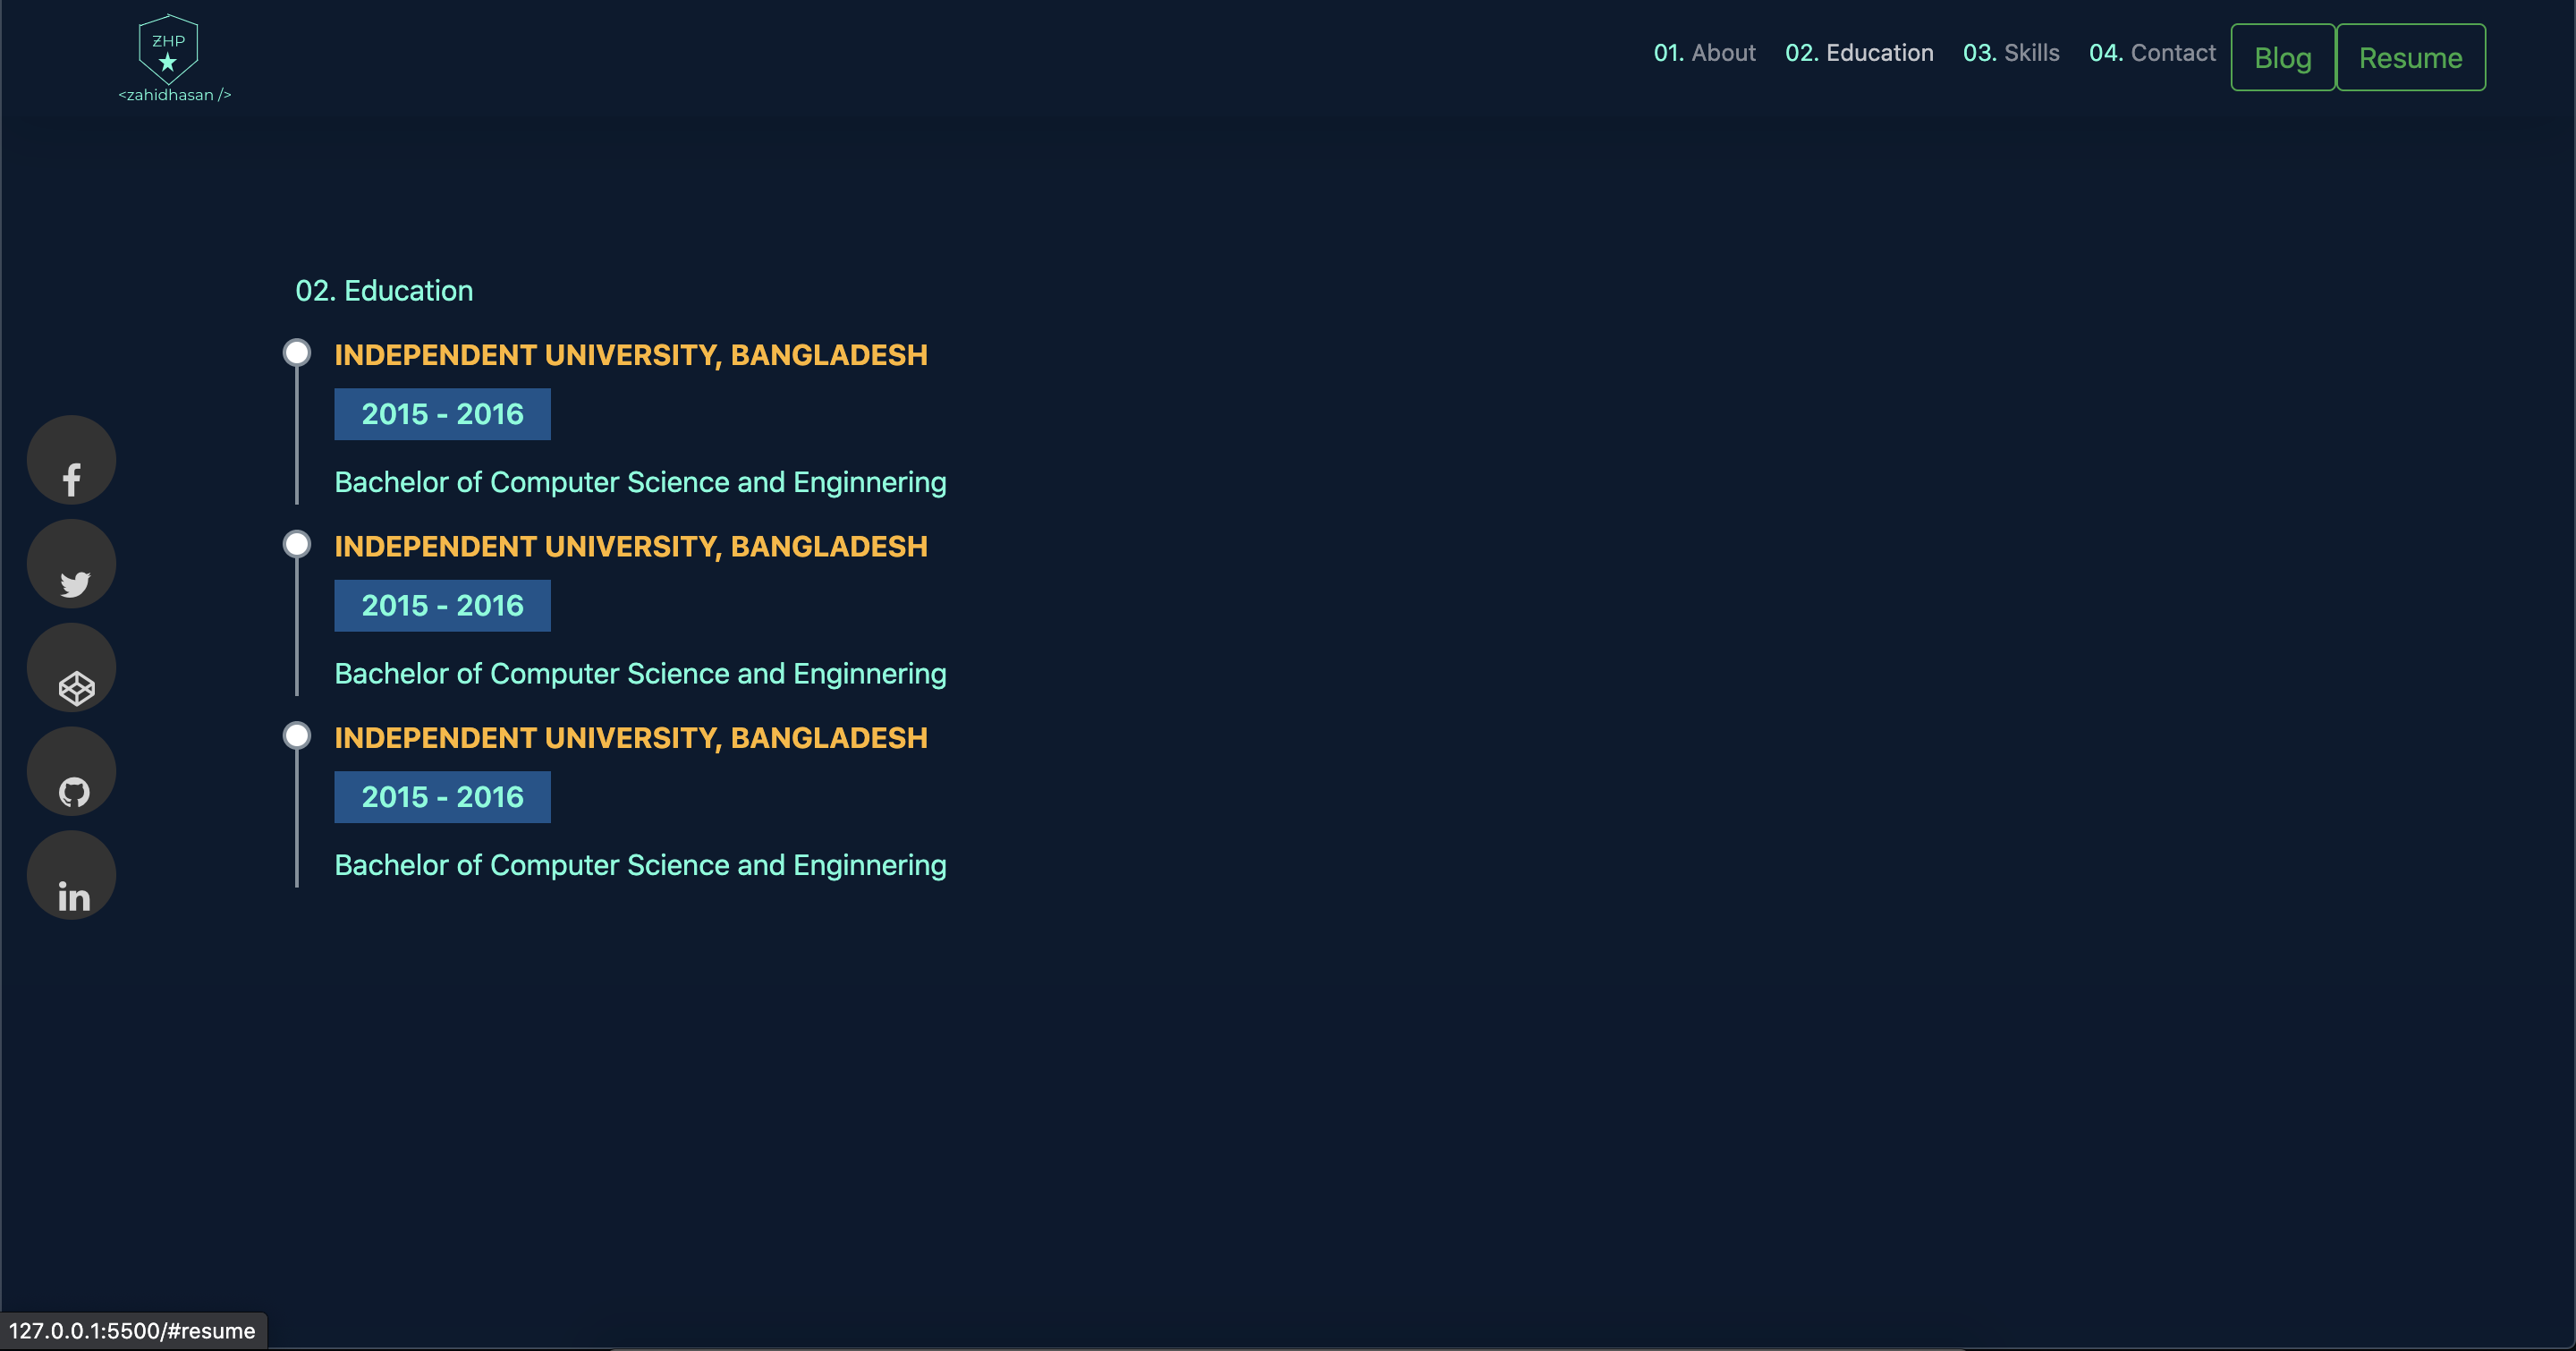 ƵHP
<zahidhasan />
01. About 02. Education 03. Skills 04. Contact Blog Resume
02. Education
INDEPENDENT UNIVERSITY, BANGLADESH
2015 - 2016
Bachelor of Computer Science and Enginnering
INDEPENDENT UNIVERSITY, BANGLADESH
2015 - 2016
Bachelor of Computer Science and Enginnering
INDEPENDENT UNIVERSITY, BANGLADESH
2015 - 2016
Bachelor of Computer Science and Enginnering
127.0.0.1:5500/#resume